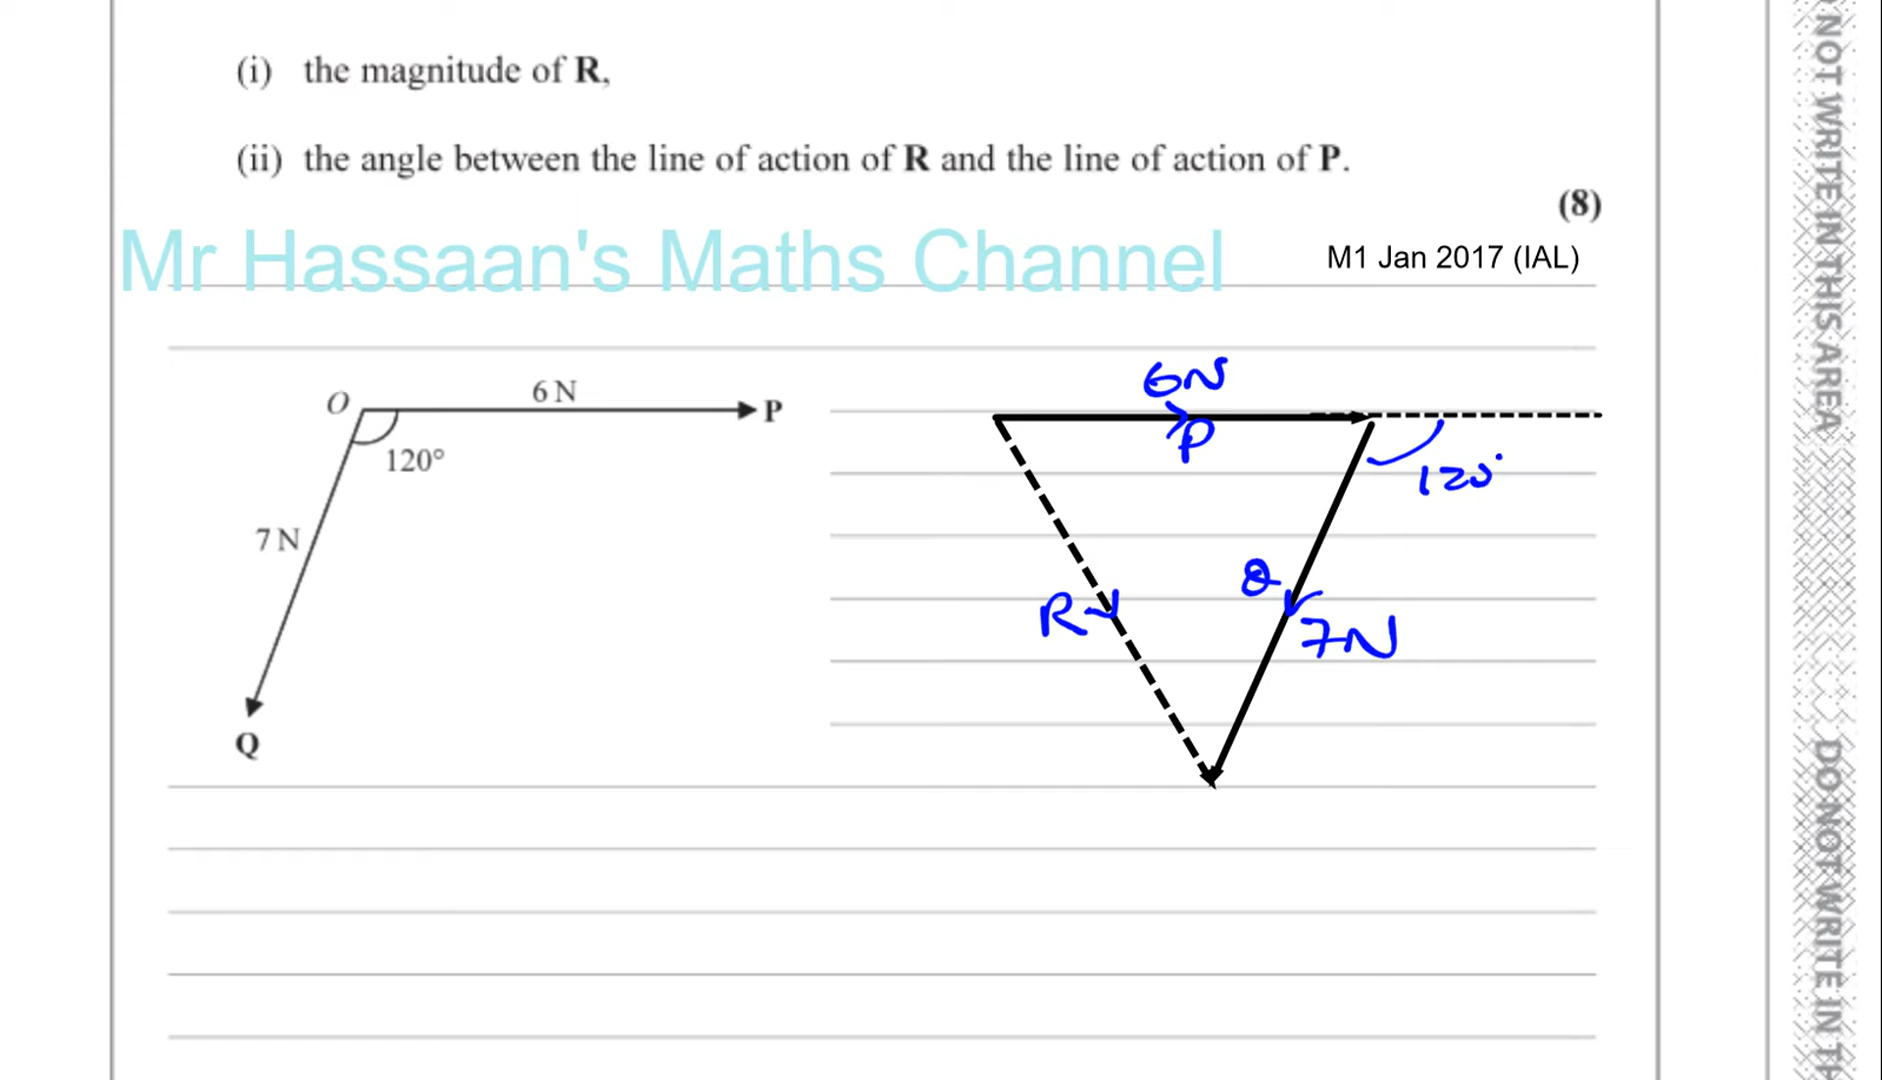 (i) the magnitude of R,
(ii) the angle between the line of action of R and the line of action of P.
(8)
Mr Hassaan's Maths Channel
M1 Jan 2017 (IAL)
O
6 N
P
120°
7 N
Q
6N
P
120°
R
Q
7N
NOT WRITE IN THIS AREA
DO NOT WRITE IN TH